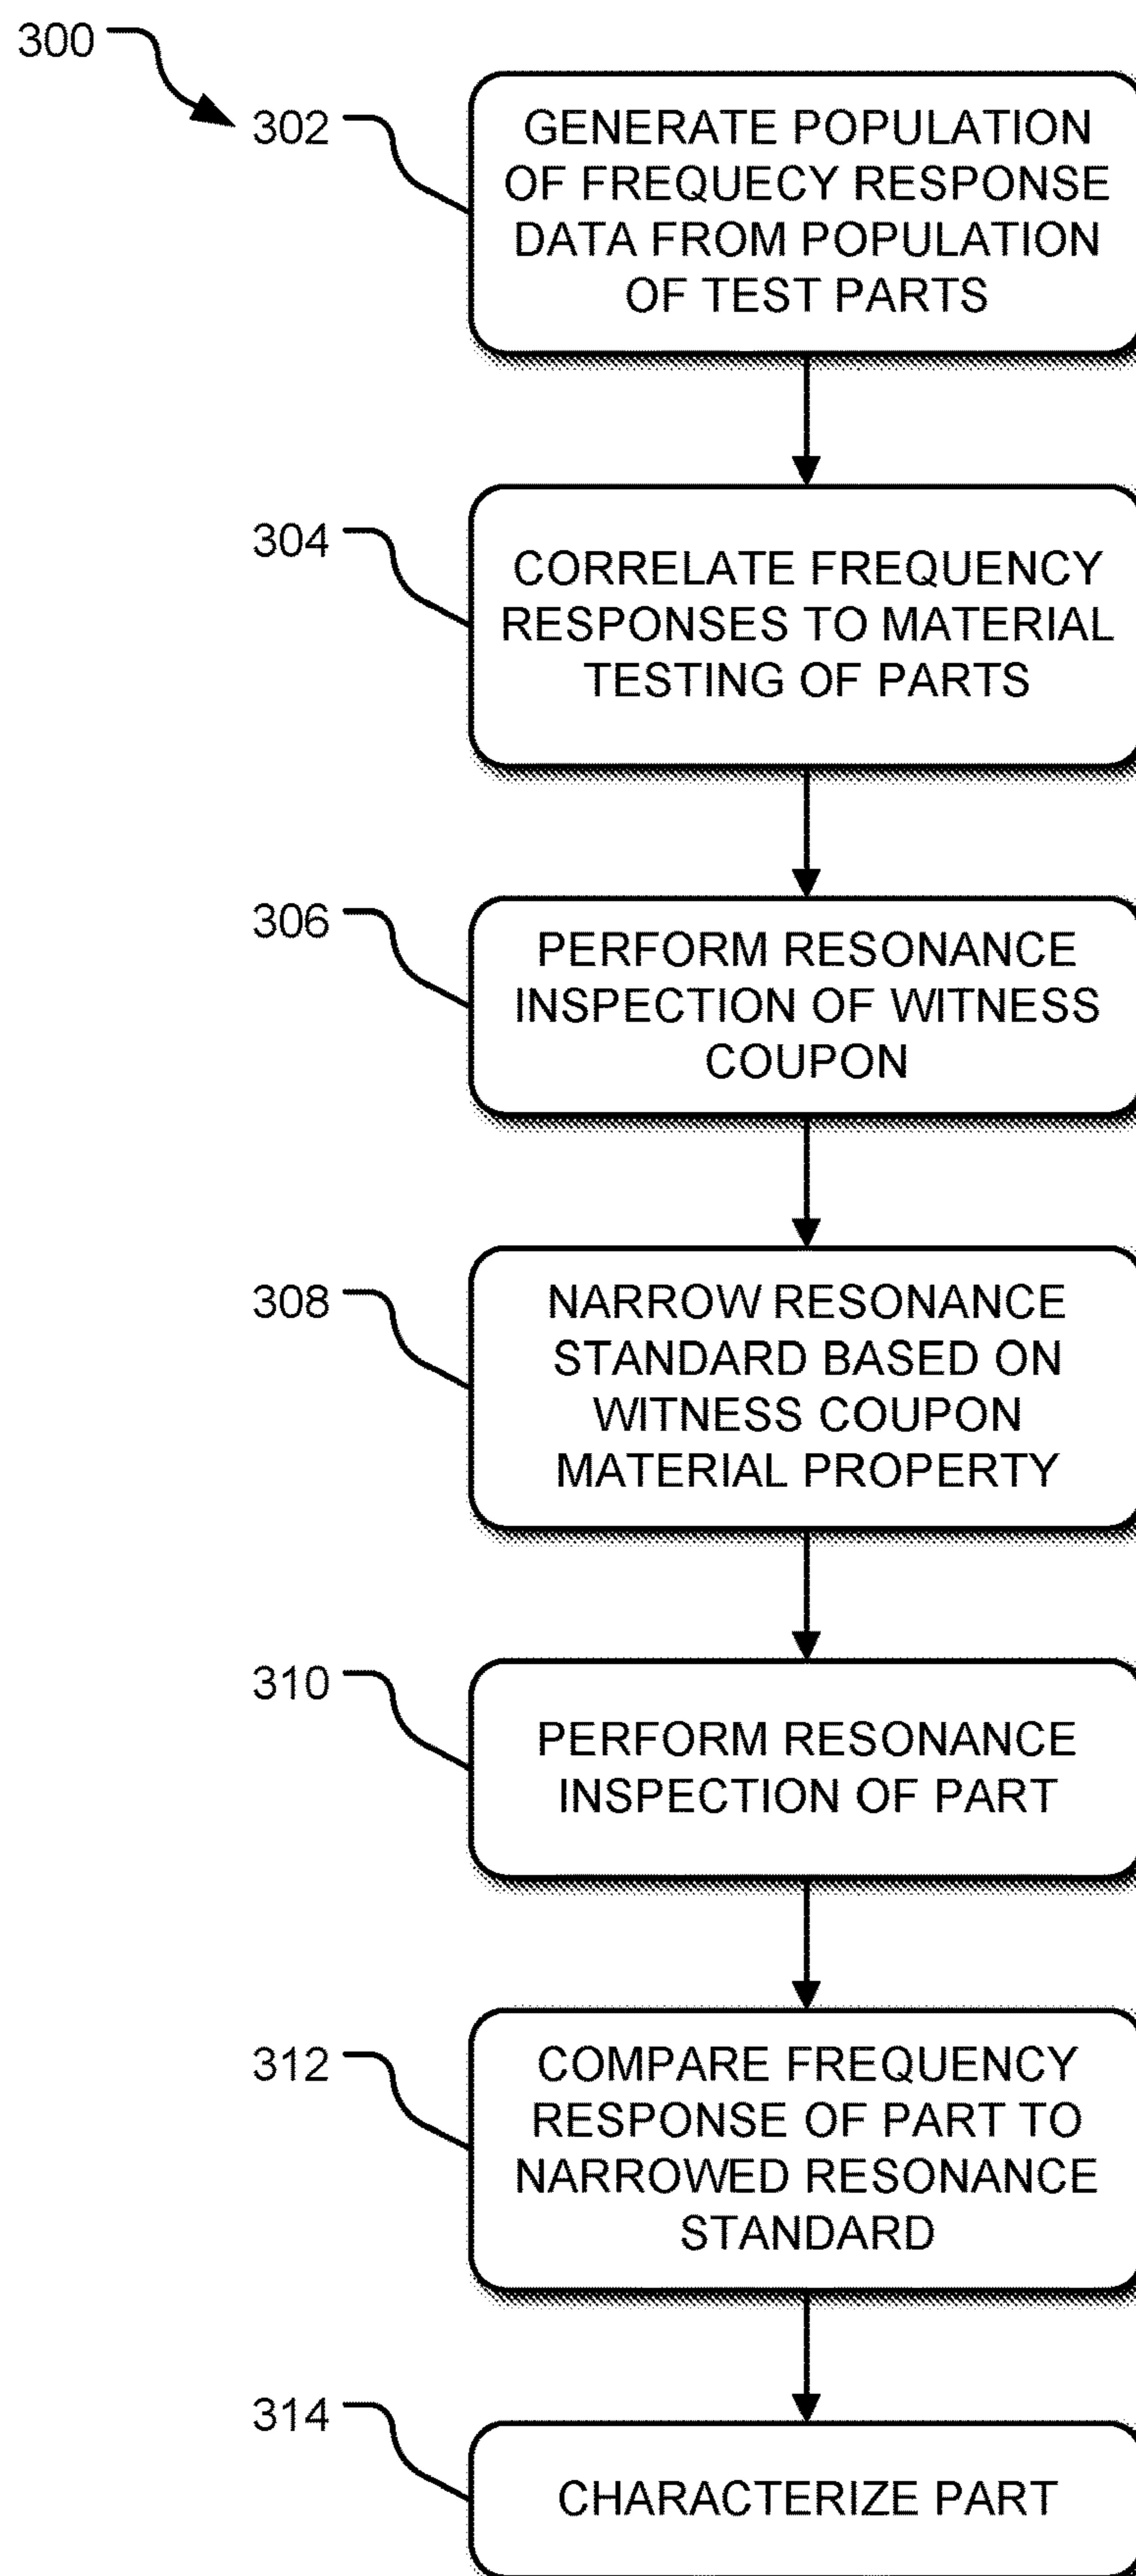 300
302
GENERATE POPULATION
OF FREQUECY RESPONSE
DATA FROM POPULATION
OF TEST PARTS
304
CORRELATE FREQUENCY
RESPONSES TO MATERIAL
TESTING OF PARTS
306
PERFORM RESONANCE
INSPECTION OF WITNESS
COUPON
308
NARROW RESONANCE
STANDARD BASED ON
WITNESS COUPON
MATERIAL PROPERTY
310
PERFORM RESONANCE
INSPECTION OF PART
312
COMPARE FREQUENCY
RESPONSE OF PART TO
NARROWED RESONANCE
STANDARD
314
CHARACTERIZE PART